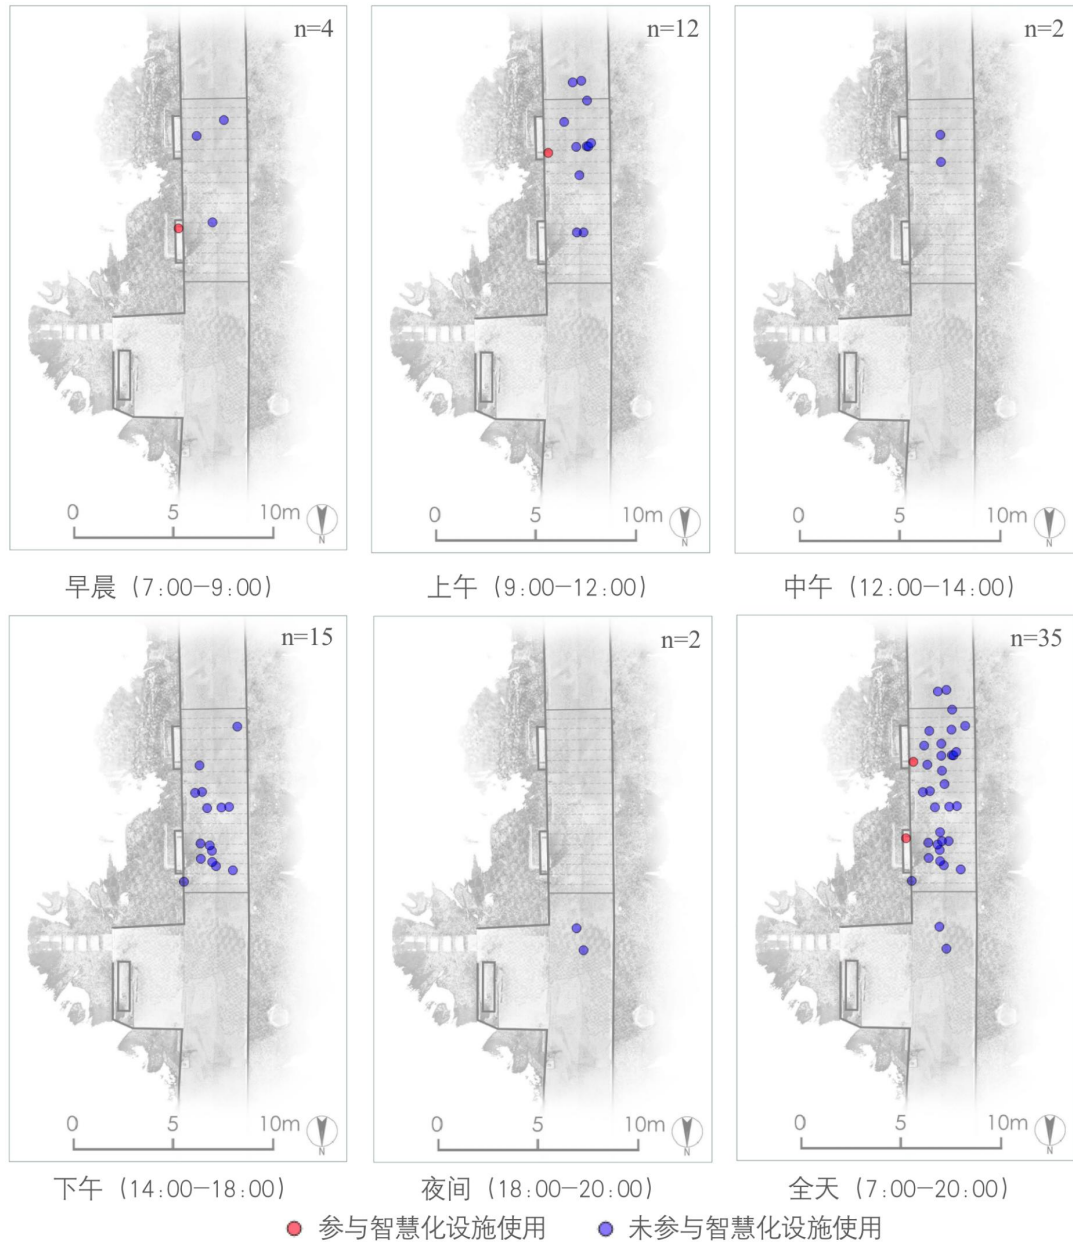 n=4
n=12
n=2
0 5 10m
N
0 5 10m
N
0 5 10m
N
早晨 (7:00—9:00)
上午 (9:00—12:00)
中午 (12:00—14:00)
n=15
n=2
n=35
0 5 10m
N
0 5 10m
N
0 5 10m
N
下午 (14:00—18:00)
夜间 (18:00—20:00)
全天 (7:00—20:00)
参与智慧化设施使用
未参与智慧化设施使用